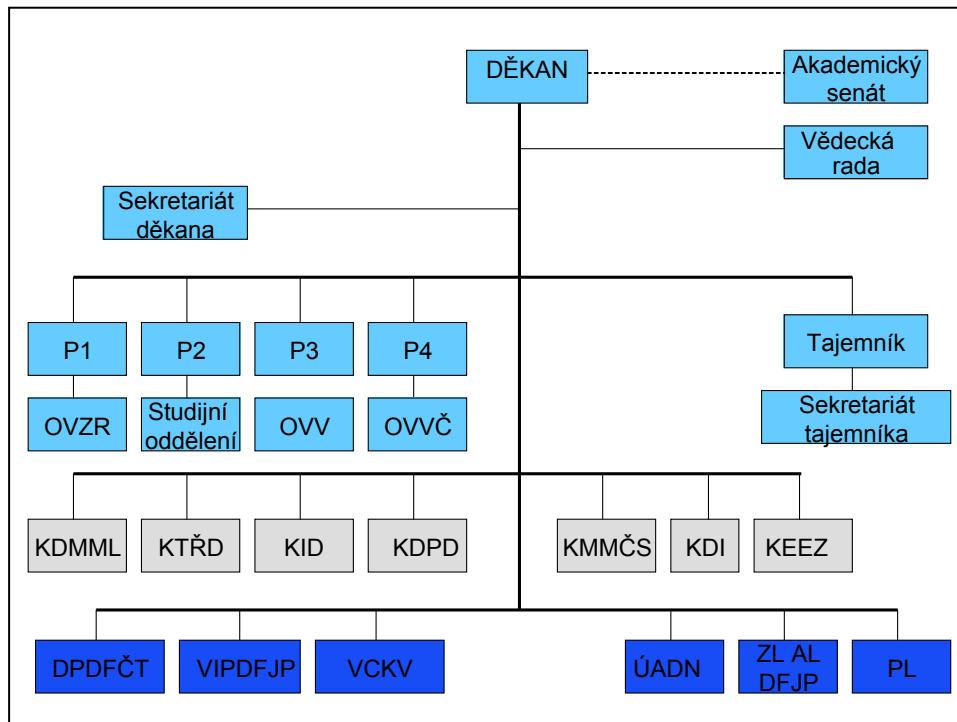 DĚKAN
Akademický
senát
Vědecká
rada
Sekretariát
děkana
P1
P2
P3
P4
Tajemník
OVZR
Studijní
oddělení
OVV
OVVČ
Sekretariát
tajemníka
KDMML
KTŘD
KID
KDPD
KMMČS
KDI
KEEZ
DPDFČT
VIPDFJP
VCKV
ÚADN
ZL AL
DFJP
PL